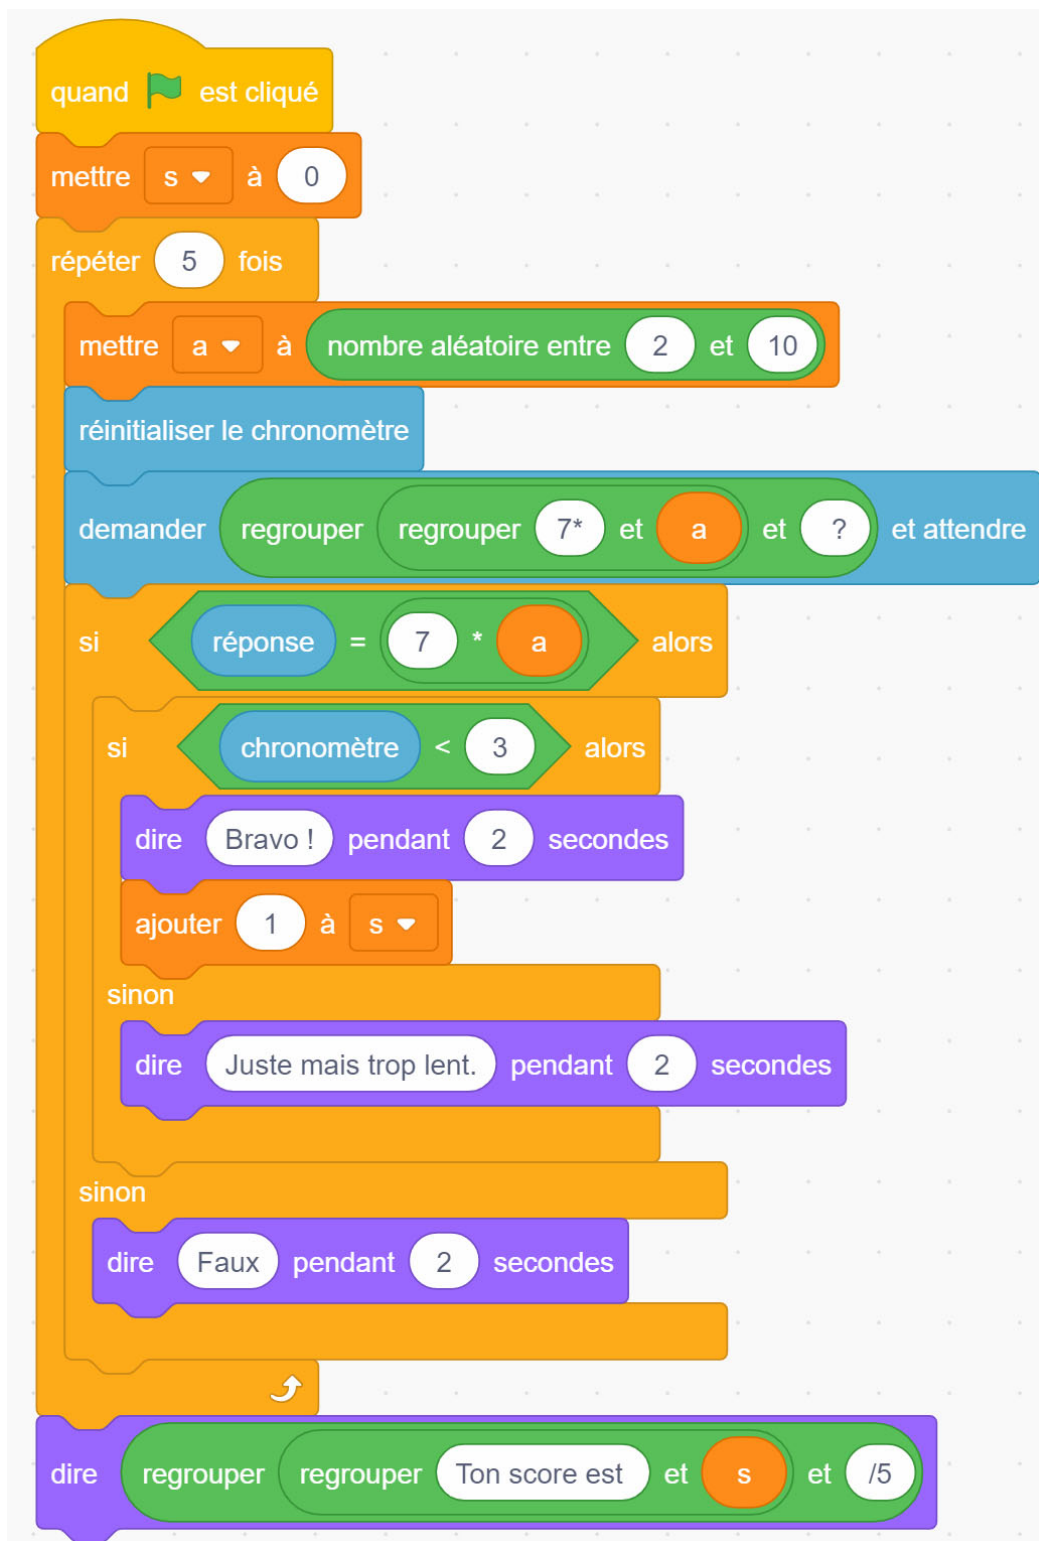 quand est cliqué
mettre s à 0
répéter 5 fois
mettre a à nombre aléatoire entre 2 et 10
réinitialiser le chronomètre
demander regrouper regrouper 7* et a et ? et attendre
si réponse = 7 * a alors
si chronomètre < 3 alors
dire Bravo ! pendant 2 secondes
ajouter 1 à s
sinon
dire Juste mais trop lent. pendant 2 secondes
sinon
dire Faux pendant 2 secondes
dire regrouper regrouper Ton score est et s et /5